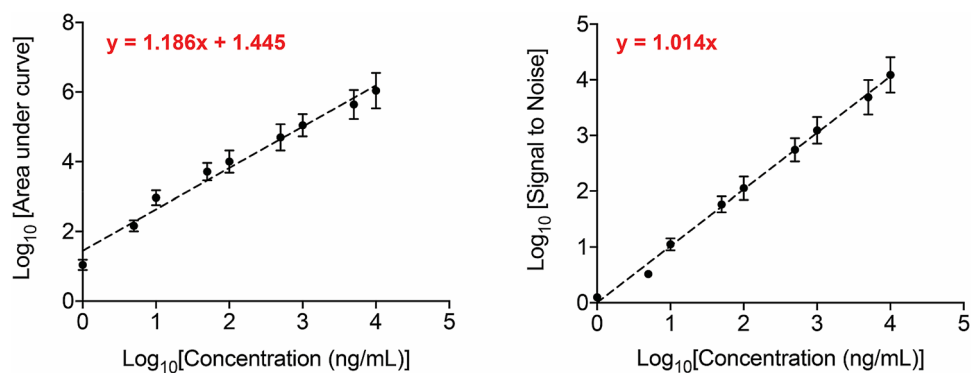 y = 1.186x + 1.445
Log10 [Area under curve]
8
6
4
2
0
0 1 2 3 4 5
Log10[Concentration (ng/mL)]
y = 1.014x
Log10 [Signal to Noise]
5
4
3
2
1
0
0 1 2 3 4 5
Log10[Concentration (ng/mL)]